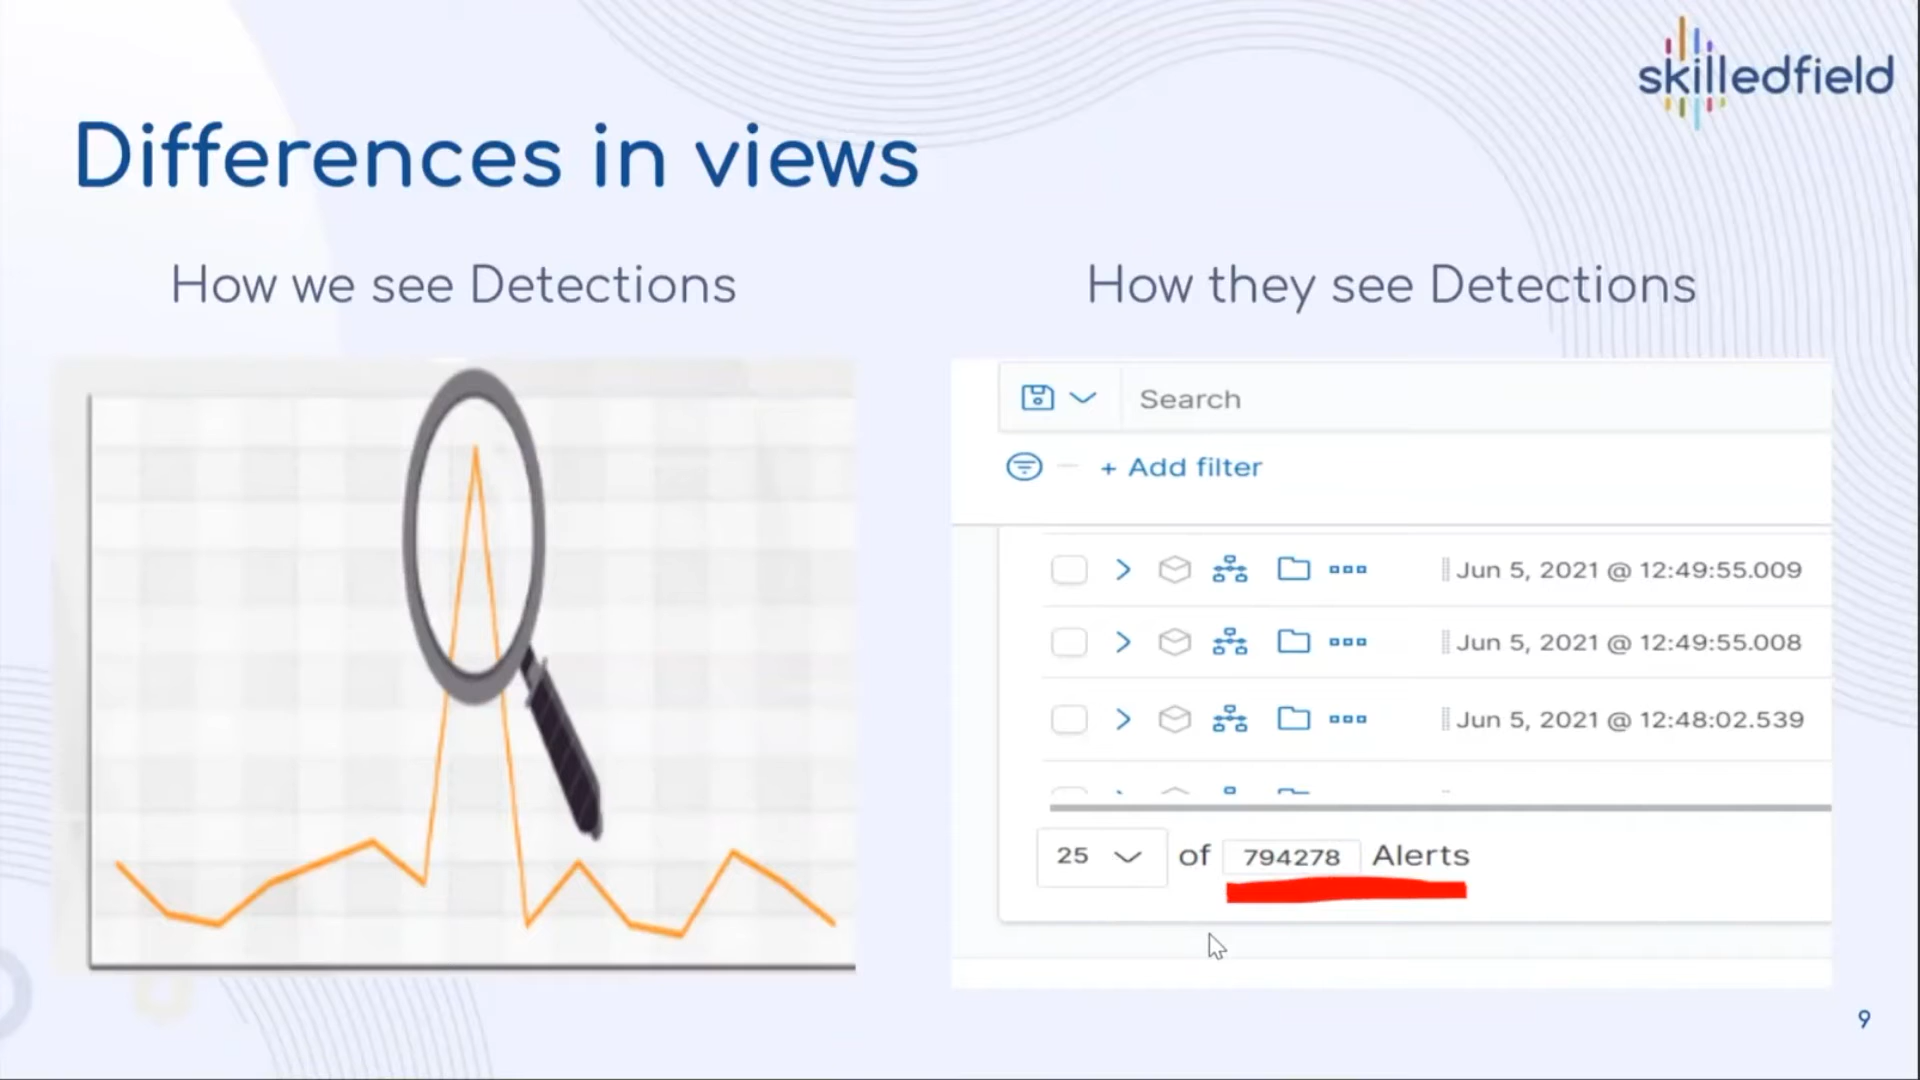 skilledfield
Differences in views
How we see Detections
How they see Detections
Search
+ Add filter
Jun 5, 2021 @ 12:49:55.009
Jun 5, 2021 @ 12:49:55.008
Jun 5, 2021 @ 12:48:02.539
25 of 794278 Alerts
9